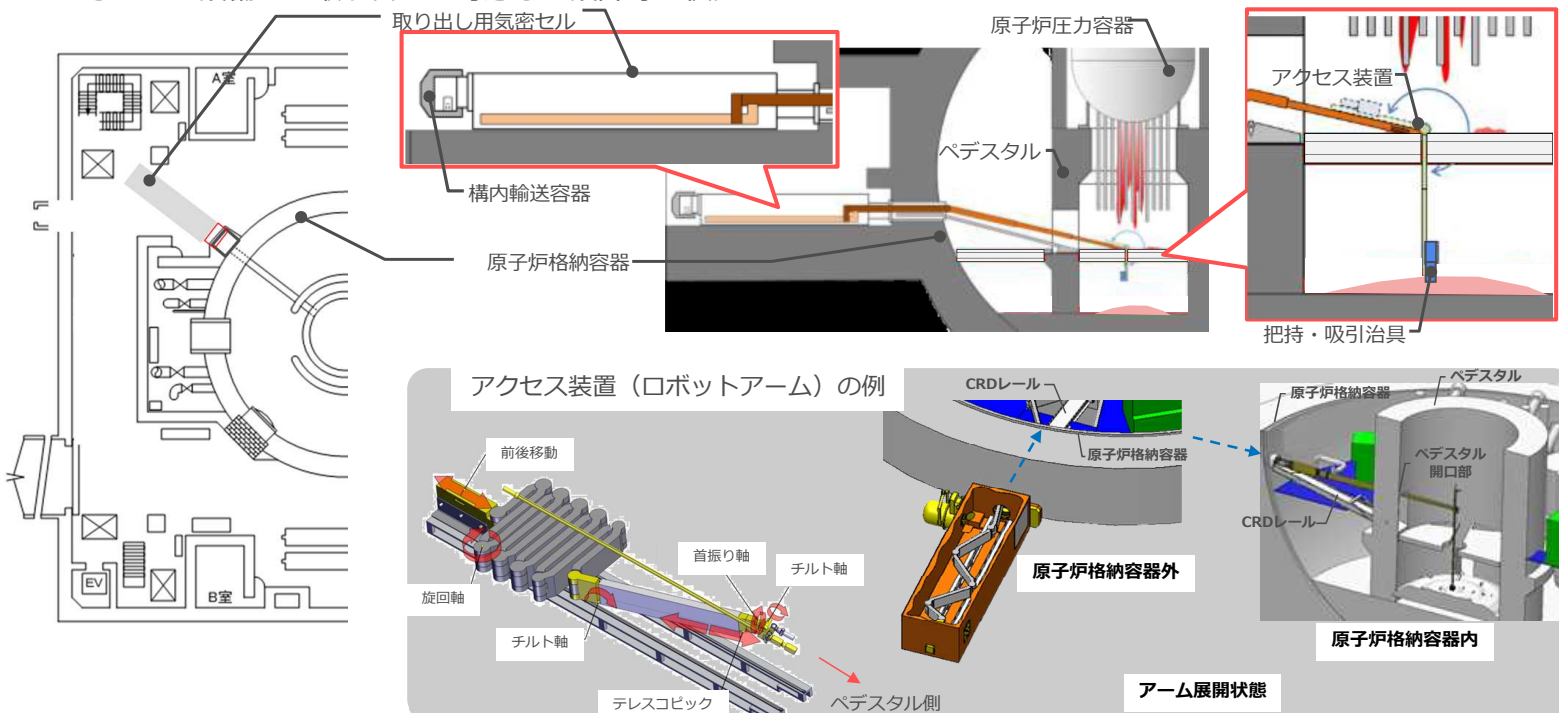 取り出し用気密セル
原子炉圧力容器
A室
アクセス装置
ペデスタル
構内輸送容器
原子炉格納容器
把持・吸引治具
アクセス装置（ロボットアーム）の例
CRDレール
ペデスタル
原子炉格納容器
前後移動
原子炉格納容器
ペデスタル
開口部
CRDレール
首振り軸
チルト軸
原子炉格納容器外
旋回軸
EV
B室
チルト軸
原子炉格納容器内
テレスコピック
ペデスタル側
アーム展開状態